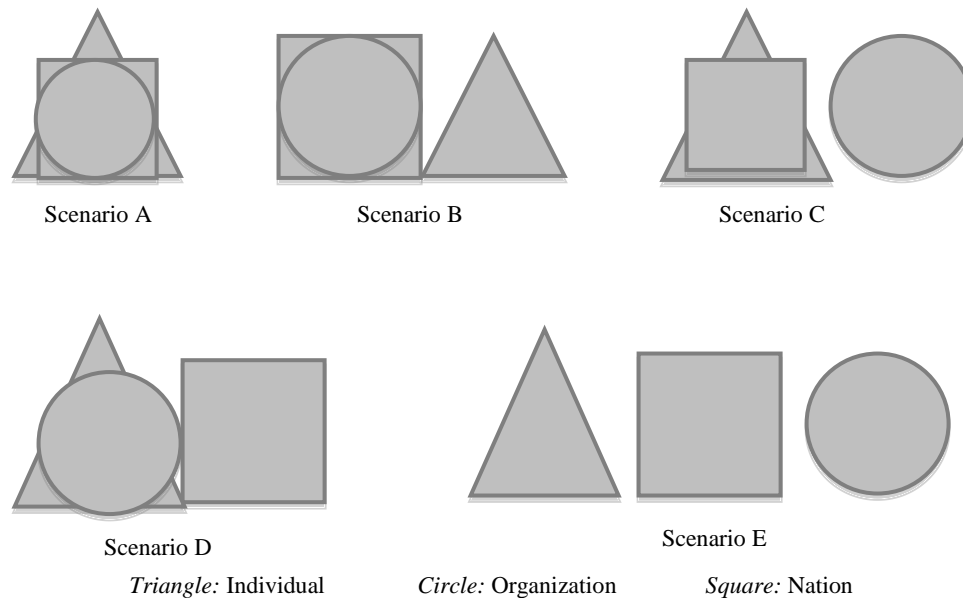 Scenario A
Scenario B
Scenario C
Scenario D
Scenario E
Triangle: Individual Circle: Organization Square: Nation